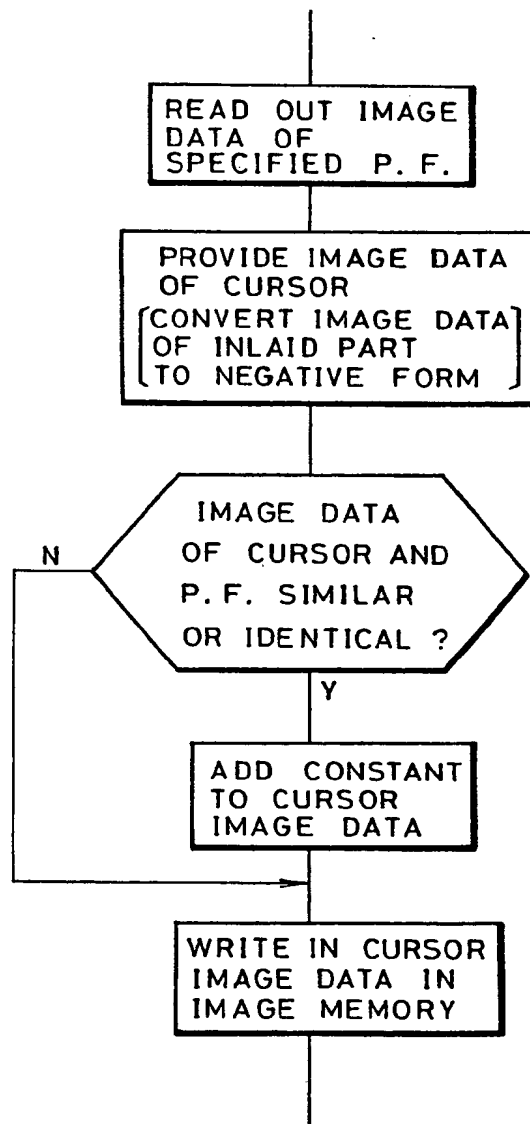 READ OUT IMAGE
DATA OF
SPECIFIED P. F.
PROVIDE IMAGE DATA
OF CURSOR
[CONVERT IMAGE DATA
OF INLAID PART
TO NEGATIVE FORM]
IMAGE DATA
OF CURSOR AND
P. F. SIMILAR
OR IDENTICAL ?
N
Y
ADD CONSTANT
TO CURSOR
IMAGE DATA
WRITE IN CURSOR
IMAGE DATA IN
IMAGE MEMORY